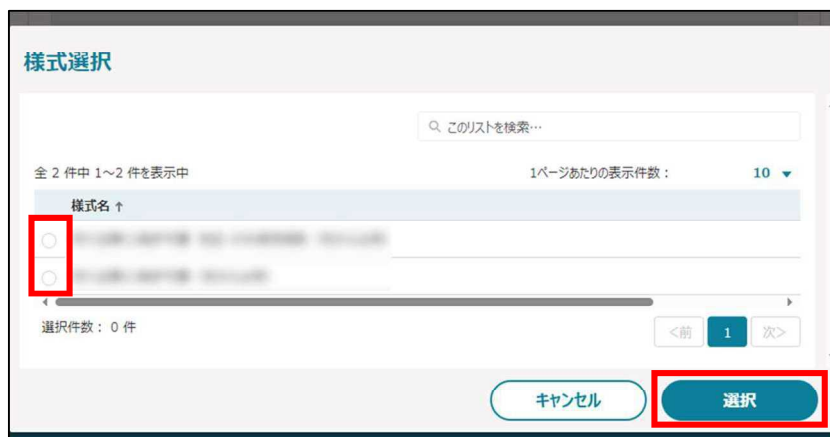 様式選択
このリストを検索…
全 2 件中 1～2 件を表示中 1ページあたりの表示件数： 10
様式名 ↑
選択件数： 0 件 <前 1 次>
キャンセル 選択